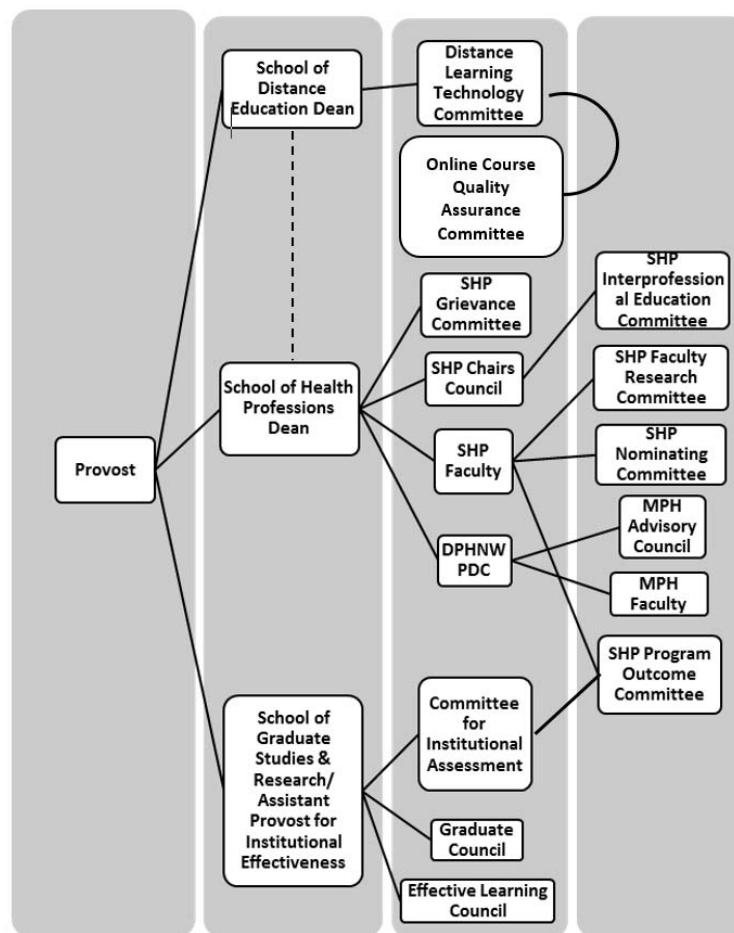 Provost
School of
Distance
Education Dean
School of Health
Professions
Dean
School of
Graduate
Studies &
Research/
Assistant
Provost for
Institutional
Effectiveness
Distance
Learning
Technology
Committee
Online Course
Quality
Assurance
Committee
SHP
Grievance
Committee
SHP Chairs
Council
SHP
Faculty
DPHNW
PDC
Committee
for
Institutional
Assessment
Graduate
Council
Effective Learning
Council
SHP
Interprofession
al Education
Committee
SHP Faculty
Research
Committee
SHP
Nominating
Committee
MPH
Advisory
Council
MPH
Faculty
SHP Program
Outcome
Committee